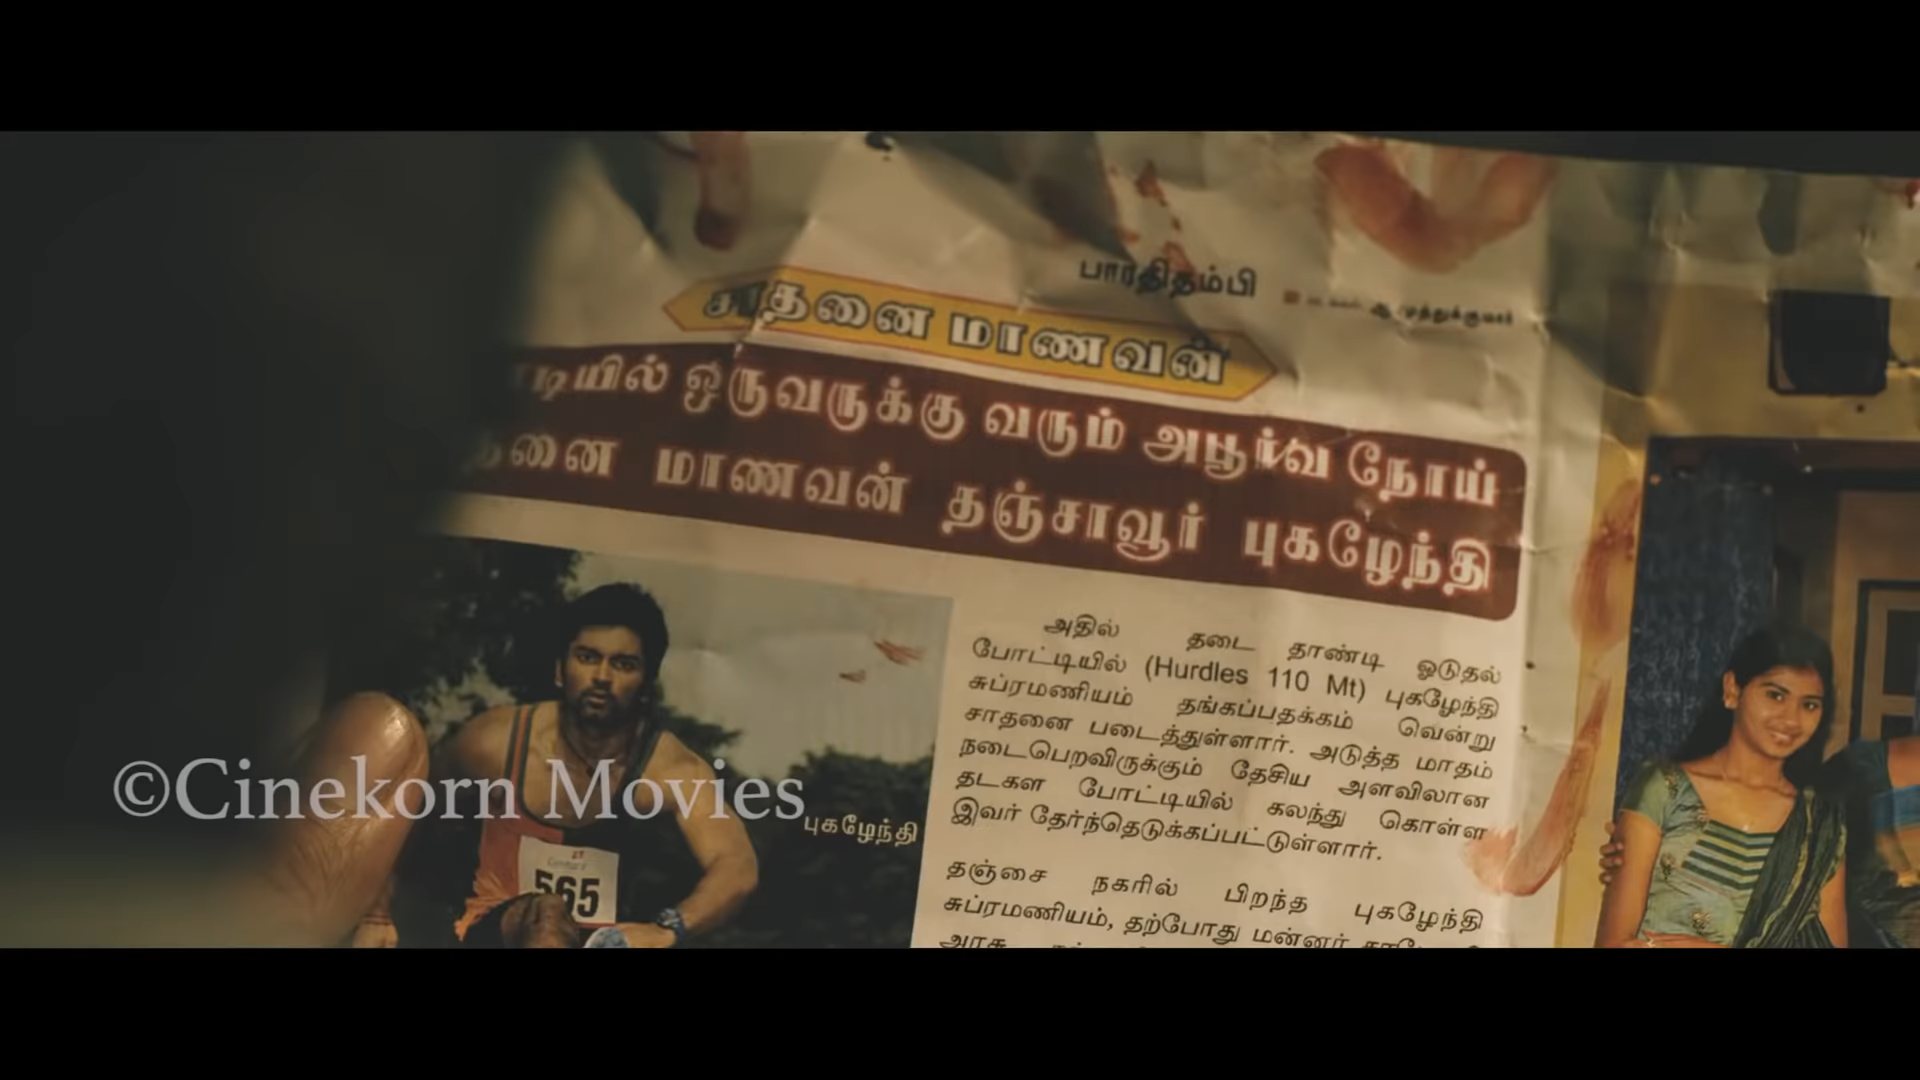 பாரதிதம்பி
சாதனை மாணவன்
டியில் ஒருவருக்கு வரும் அபூர்வ நோய்
தனை மாணவன் தஞ்சாவூர் புகழேந்தி
அதில் தடை தாண்டி ஓடுதல்
போட்டியில் (Hurdles 110 Mt) புகழேந்தி
சுப்ரமணியம் தங்கப்பதக்கம் வென்று
சாதனை படைத்துள்ளார். அடுத்த மாதம்
நடைபெறவிருக்கும் தேசிய அளவிலான
தடகள போட்டியில் கலந்து கொள்ள
இவர் தேர்ந்தெடுக்கப்பட்டுள்ளார்.
தஞ்சை நகரில் பிறந்த புகழேந்தி
சுப்ரமணியம், தற்போது மன்னர்
புகழேந்தி
565
©Cinekorn Movies